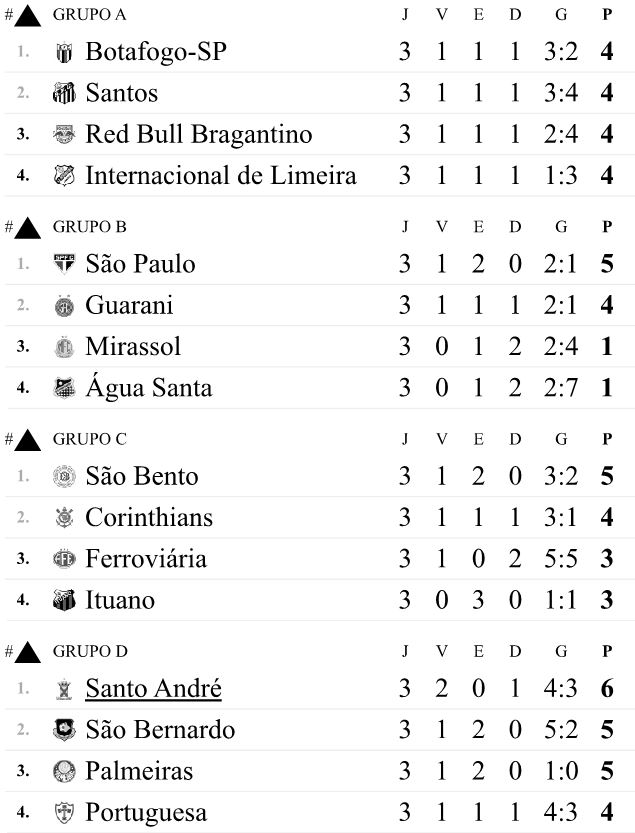 # GRUPO A J V E D G P
1. Botafogo-SP 3 1 1 1 3:2 4
2. Santos 3 1 1 1 3:4 4
3. Red Bull Bragantino 3 1 1 1 2:4 4
4. Internacional de Limeira 3 1 1 1 1:3 4
# GRUPO B J V E D G P
1. São Paulo 3 1 2 0 2:1 5
2. Guarani 3 1 1 1 2:1 4
3. Mirassol 3 0 1 2 2:4 1
4. Água Santa 3 0 1 2 2:7 1
# GRUPO C J V E D G P
1. São Bento 3 1 2 0 3:2 5
2. Corinthians 3 1 1 1 3:1 4
3. Ferroviária 3 1 0 2 5:5 3
4. Ituano 3 0 3 0 1:1 3
# GRUPO D J V E D G P
1. Santo André 3 2 0 1 4:3 6
2. São Bernardo 3 1 2 0 5:2 5
3. Palmeiras 3 1 2 0 1:0 5
4. Portuguesa 3 1 1 1 4:3 4